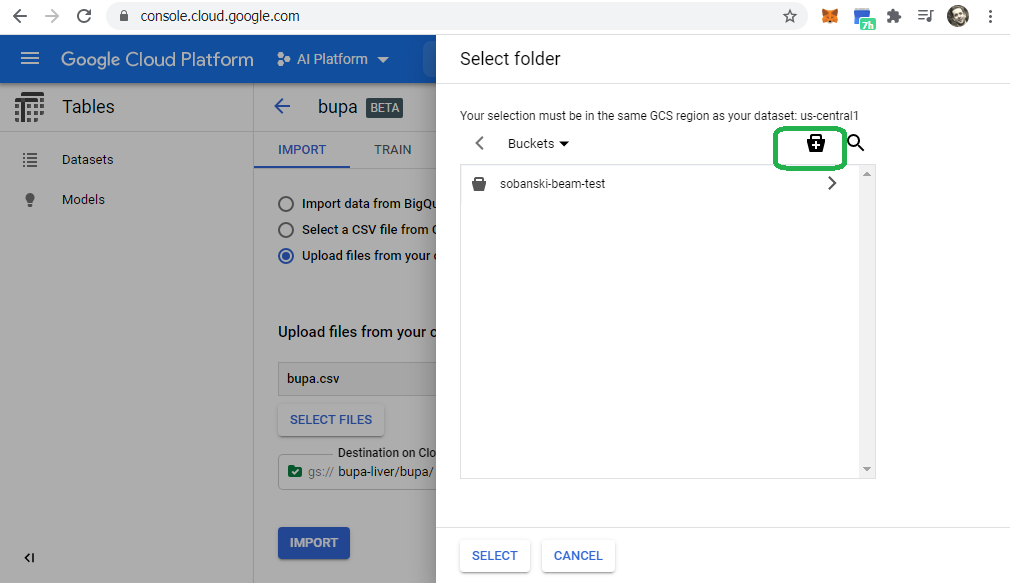 console.cloud.google.com
7h
Google Cloud Platform
AI Platform
Select folder
Tables
bupa BETA
Your selection must be in the same GCS region as your dataset: us-central1
IMPORT
TRAIN
Buckets
Datasets
sobanski-beam-test
Models
Import data from BigQu
Select a CSV file from
Upload files from your
Upload files from your
bupa.csv
SELECT FILES
Destination on Clo
gs:// bupa-liver/bupa/
IMPORT
SELECT
CANCEL